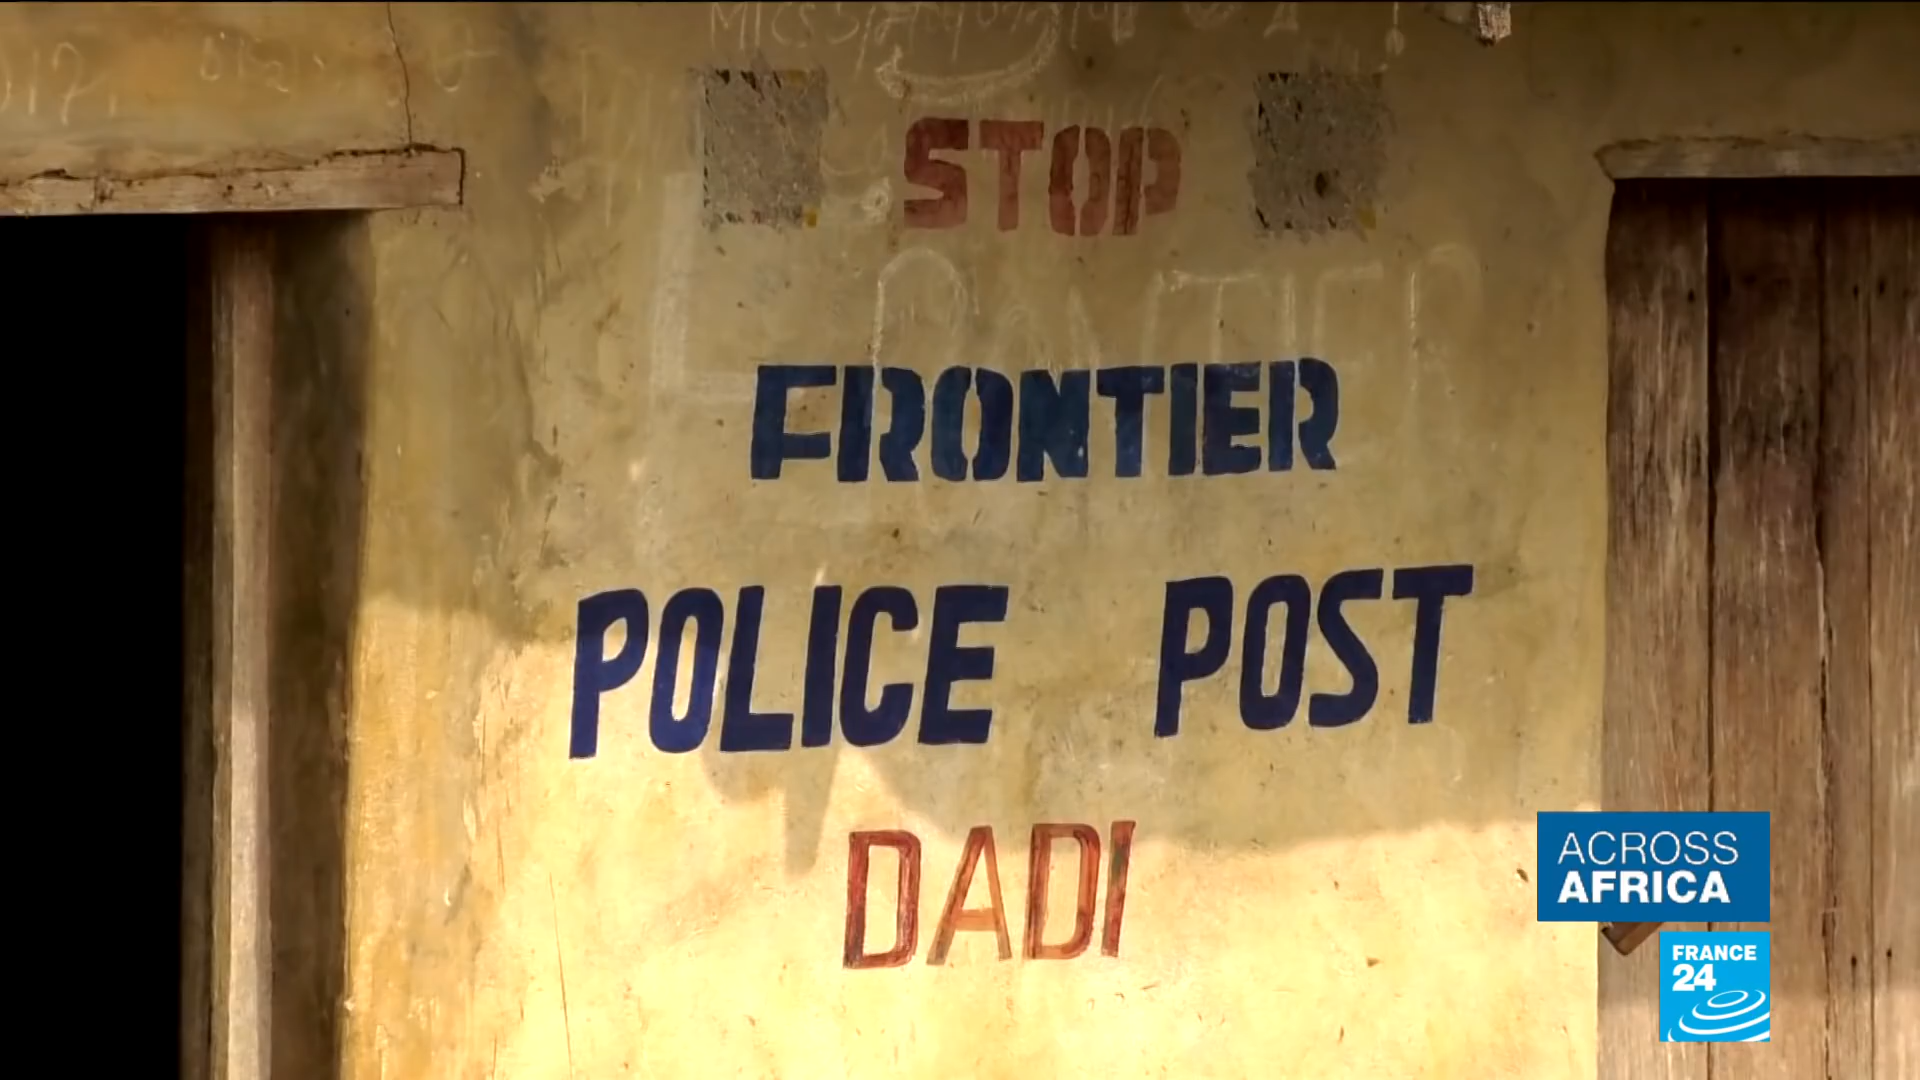 STOP
FRONTIER
POLICE POST
DADI
ACROSS
AFRICA
FRANCE
24